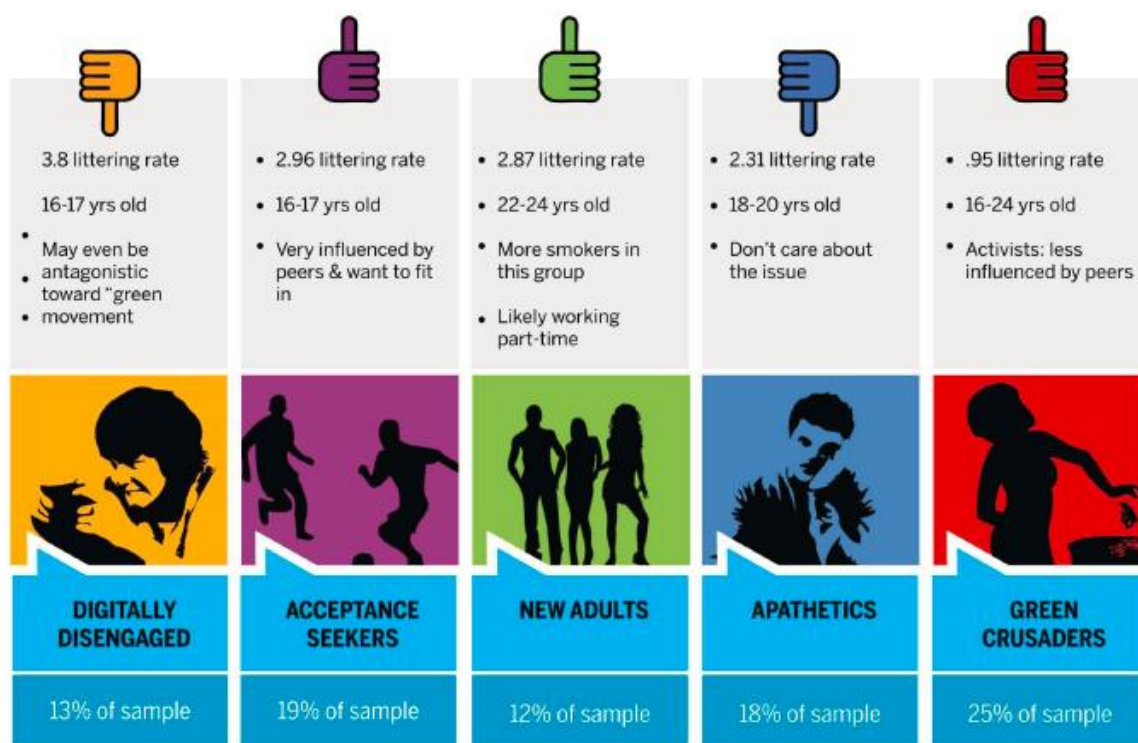 3.8 littering rate
16-17 yrs old
• May even be
• antagonistic
toward "green
• movement
DIGITALLY
DISENGAGED
13% of sample
• 2.96 littering rate
• 16-17 yrs old
• Very influenced by
peers & want to fit
in
ACCEPTANCE
SEEKERS
19% of sample
• 2.87 littering rate
• 22-24 yrs old
• More smokers in
this group
• Likely working
part-time
NEW ADULTS
12% of sample
• 2.31 littering rate
• 18-20 yrs old
• Don't care about
the issue
APATHETICS
18% of sample
• .95 littering rate
• 16-24 yrs old
• Activists: less
influenced by peers
GREEN
CRUSADERS
25% of sample